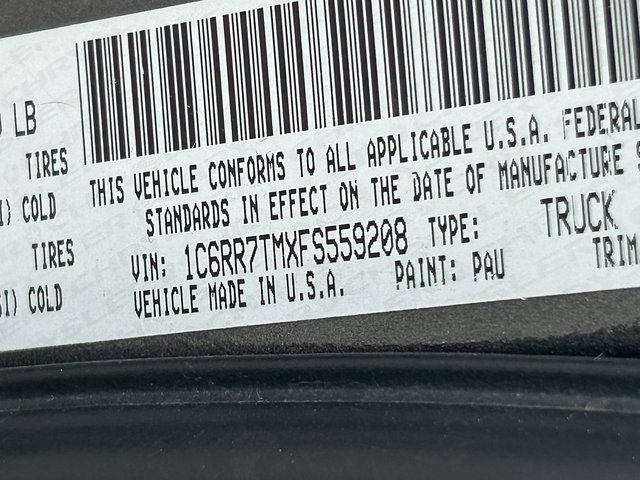 LB
TIRES
COLD
TIRES
COLD
THIS VEHICLE CONFORMS TO ALL APPLICABLE U.S.A. FEDERAL
STANDARDS IN EFFECT ON THE DATE OF MANUFACTURE
VIN: 1C6RR7TMXFS559208 TYPE: TRUCK
VEHICLE MADE IN U.S.A. PAINT: PAU TRIM